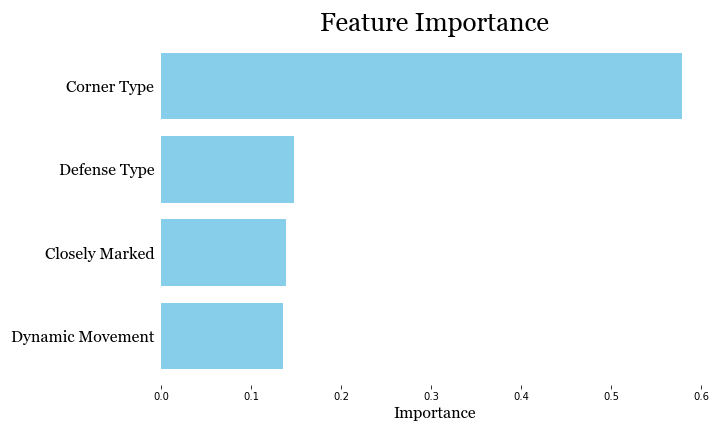 Feature Importance
Corner Type
Defense Type
Closely Marked
Dynamic Movement
0.0 0.1 0.2 0.3 0.4 0.5 0.6
Importance